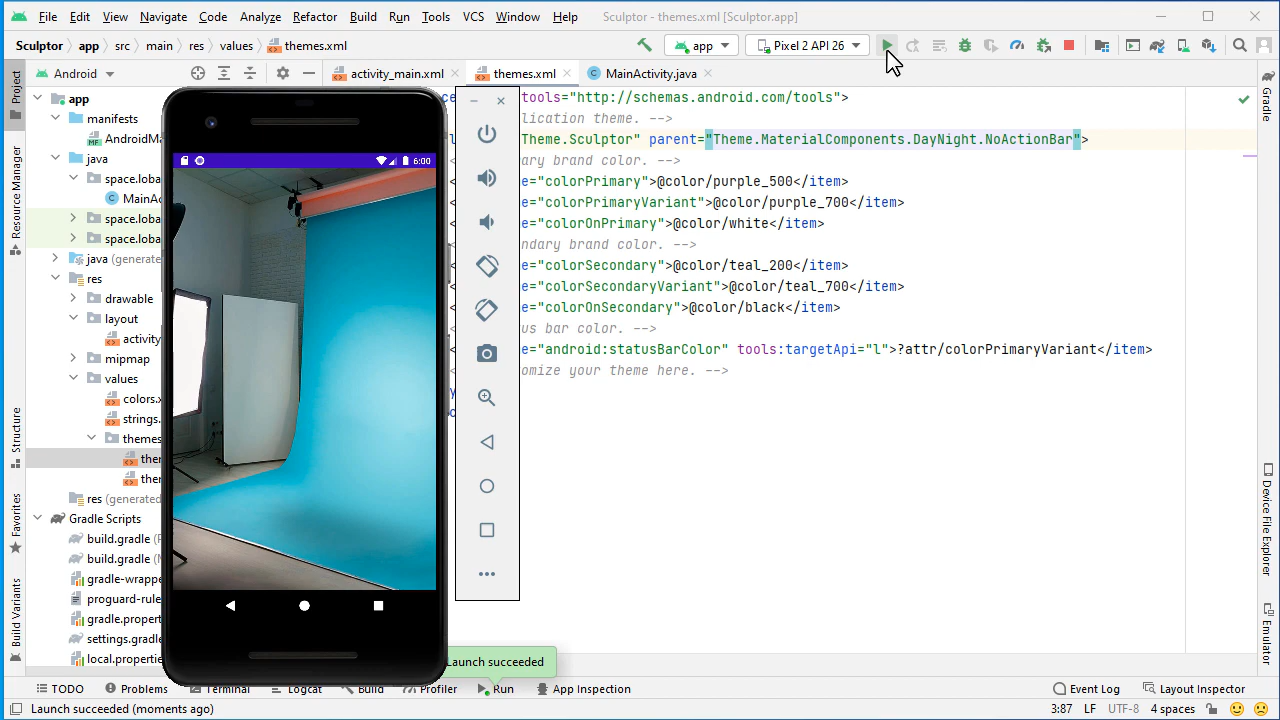 File Edit View Navigate Code Analyze Refactor Build Run Tools VCS Window Help Sculptor - themes.xml [Sculptor.app]
Sculptor app src main res values themes.xml app Pixel 2 API 26
Android activity_main.xml themes.xml MainActivity.java
app
manifests
AndroidMa
java
space.loba
MainAc
space.loba
space.loba
java (generated
res
drawable
layout
activity
mipmap
values
colors.x
strings.
themes
ther
ther
res (generated
Gradle Scripts
build.gradle (P
build.gradle (M
gradle-wrappe
proguard-rule
gradle.propert
settings.gradle
local.propertie
6:00
tools="http://schemas.android.com/tools">
lication theme. -->
Theme.Sculptor" parent="Theme.MaterialComponents.DayNight.NoActionBar">
ary brand color. -->
e="colorPrimary">@color/purple_500</item>
e="colorPrimaryVariant">@color/purple_700</item>
e="colorOnPrimary">@color/white</item>
ndary brand color. -->
e="colorSecondary">@color/teal_200</item>
e="colorSecondaryVariant">@color/teal_700</item>
e="colorOnSecondary">@color/black</item>
us bar color. -->
e="android:statusBarColor" tools:targetApi="l">?attr/colorPrimaryVariant</item>
omize your theme here. -->
Project
Resource Manager
Structure
Favorites
Build Variants
Gradle
Device File Explorer
Emulator
Launch succeeded
TODO Problems Terminal Logcat Build Profiler Run App Inspection Event Log Layout Inspector
Launch succeeded (moments ago) 3:87 LF UTF-8 4 spaces